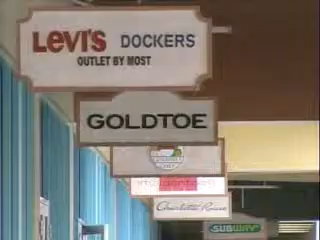 LEVI'S DOCKERS
OUTLET BY MOST
GOLDTOE
Charlotte Russe
SUBWAY